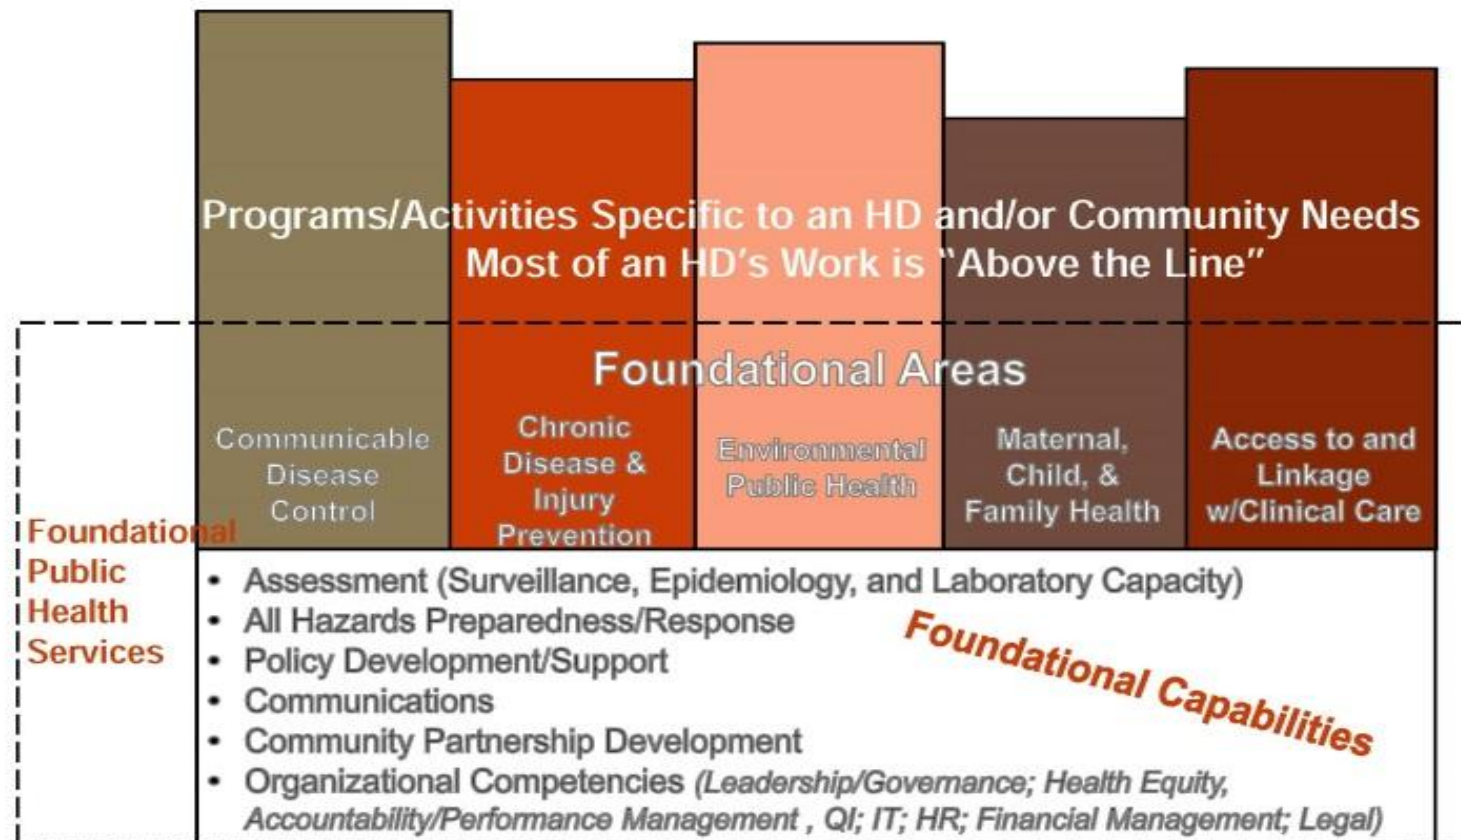 Programs/Activities Specific to an HD and/or Community Needs
Most of an HD's Work is "Above the Line"
Foundational Areas
Communicable
Disease
Control
Chronic
Disease &
Injury
Prevention
Environmental
Public Health
Maternal,
Child, &
Family Health
Access to and
Linkage
w/Clinical Care
Foundational
Public
Health
Services
• Assessment (Surveillance, Epidemiology, and Laboratory Capacity)
• All Hazards Preparedness/Response
• Policy Development/Support
• Communications
• Community Partnership Development
• Organizational Competencies (Leadership/Governance; Health Equity,
Accountability/Performance Management , QI; IT; HR; Financial Management; Legal)
Foundational Capabilities